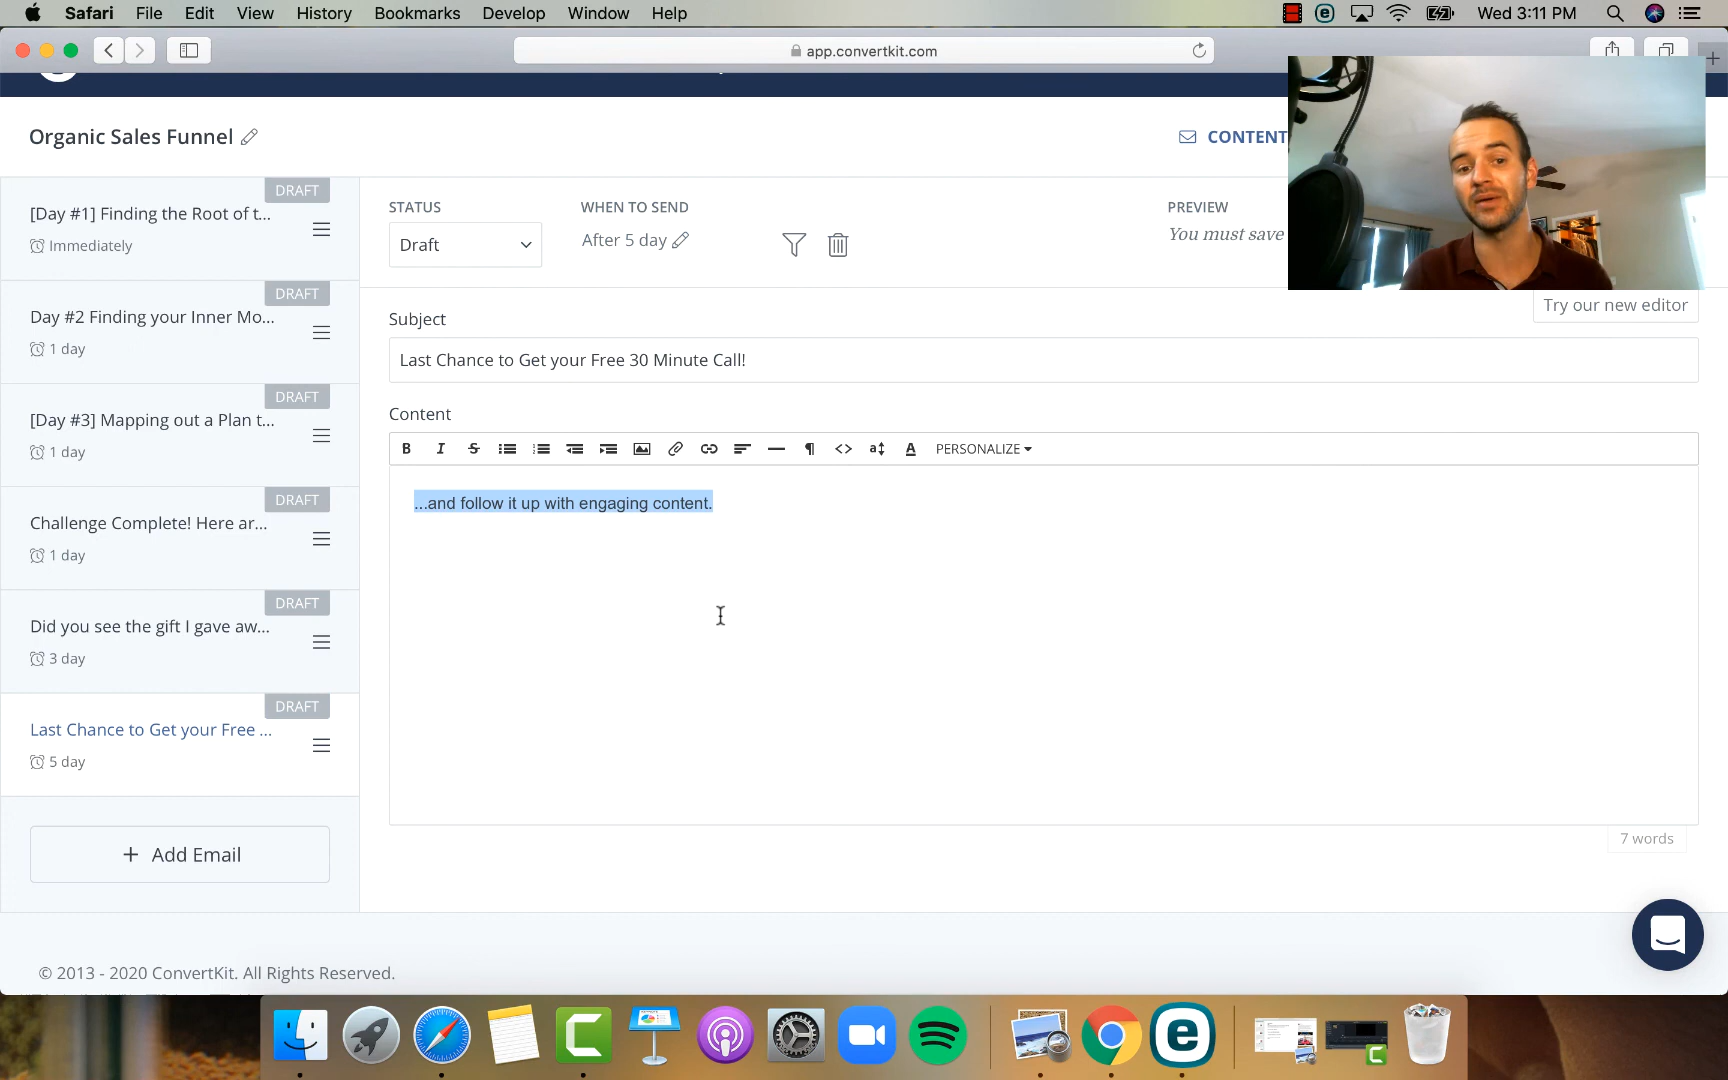 Safari File Edit View History Bookmarks Develop Window Help Wed 3:11 PM
app.convertkit.com
Organic Sales Funnel
CONTENT
DRAFT
[Day #1] Finding the Root of t...
Immediately
DRAFT
Day #2 Finding your Inner Mo...
1 day
DRAFT
[Day #3] Mapping out a Plan t...
1 day
DRAFT
Challenge Complete! Here ar...
1 day
DRAFT
Did you see the gift I gave aw...
3 day
DRAFT
Last Chance to Get your Free ...
5 day
+ Add Email
STATUS
Draft
WHEN TO SEND
After 5 day
PREVIEW
You must save
Try our new editor
Subject
Last Chance to Get your Free 30 Minute Call!
Content
B I S ¶ <> a A PERSONALIZE
...and follow it up with engaging content.
7 words
© 2013 - 2020 ConvertKit. All Rights Reserved.